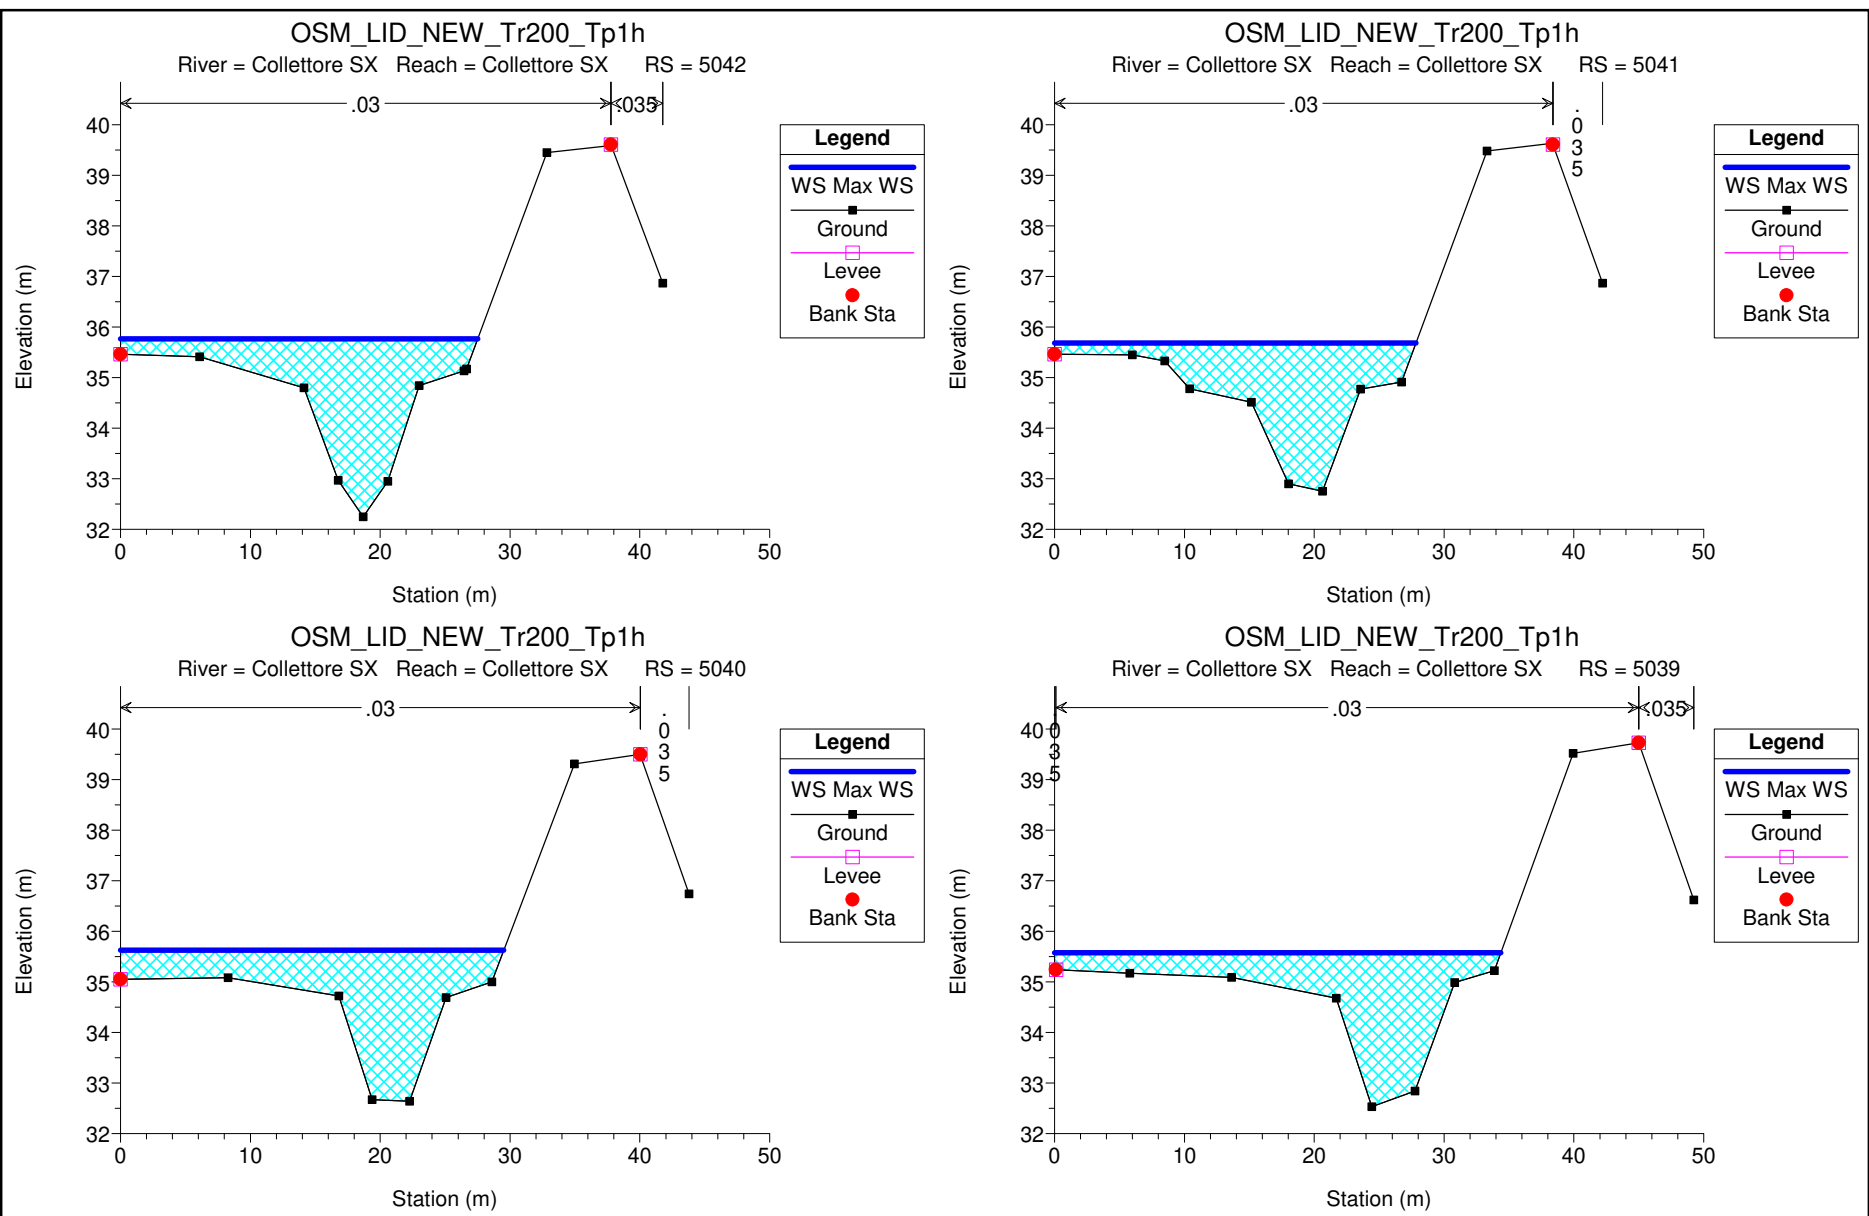 OSM_LID_NEW_Tr200_Tp1h
River = Collettore SX Reach = Collettore SX RS = 5042
.03
.035
40
39
38
37
36
35
34
33
32
Elevation (m)
0 10 20 30 40 50
Station (m)
Legend
WS Max WS
Ground
Levee
Bank Sta
OSM_LID_NEW_Tr200_Tp1h
River = Collettore SX Reach = Collettore SX RS = 5041
.03
.035
40
39
38
37
36
35
34
33
32
Elevation (m)
0 10 20 30 40 50
Station (m)
Legend
WS Max WS
Ground
Levee
Bank Sta
OSM_LID_NEW_Tr200_Tp1h
River = Collettore SX Reach = Collettore SX RS = 5040
.03
.035
40
39
38
37
36
35
34
33
32
Elevation (m)
0 10 20 30 40 50
Station (m)
Legend
WS Max WS
Ground
Levee
Bank Sta
OSM_LID_NEW_Tr200_Tp1h
River = Collettore SX Reach = Collettore SX RS = 5039
.035
.03
.035
40
39
38
37
36
35
34
33
32
Elevation (m)
0 10 20 30 40 50
Station (m)
Legend
WS Max WS
Ground
Levee
Bank Sta